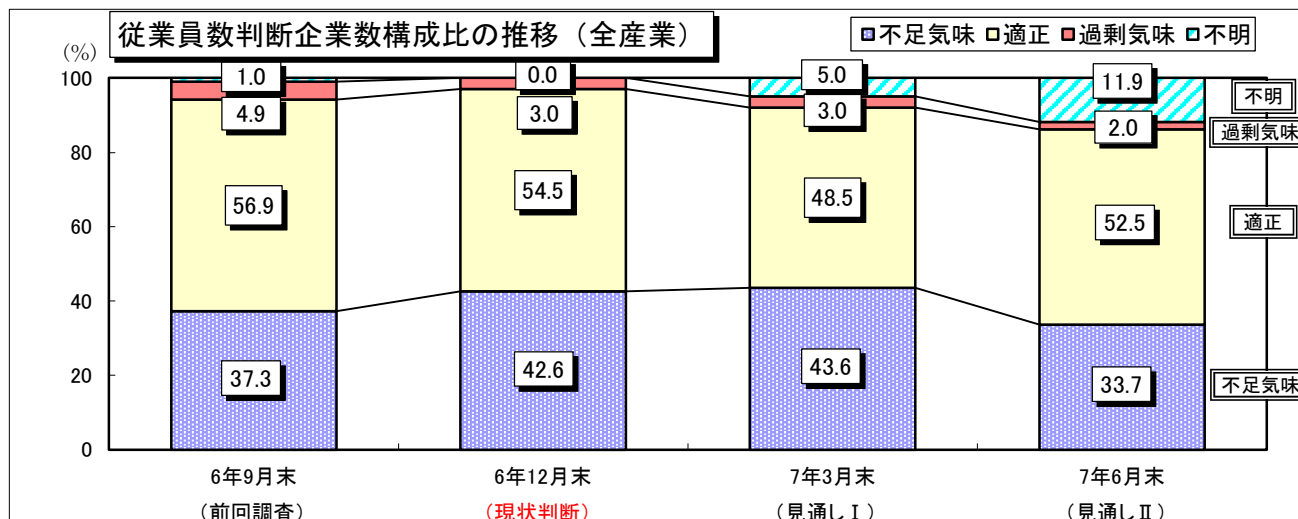 従業員数判断企業数構成比の推移（全産業）
不足気味 適正 過剰気味 不明
(%)
100
80
60
40
20
0
1.0 0.0 5.0 11.9
4.9 3.0 3.0 2.0
56.9 54.5 48.5 52.5
37.3 42.6 43.6 33.7
不明
過剰気味
適正
不足気味
6年9月末 6年12月末 7年3月末 7年6月末
（前回調査） （現状判断） （見通しⅠ） （見通しⅡ）